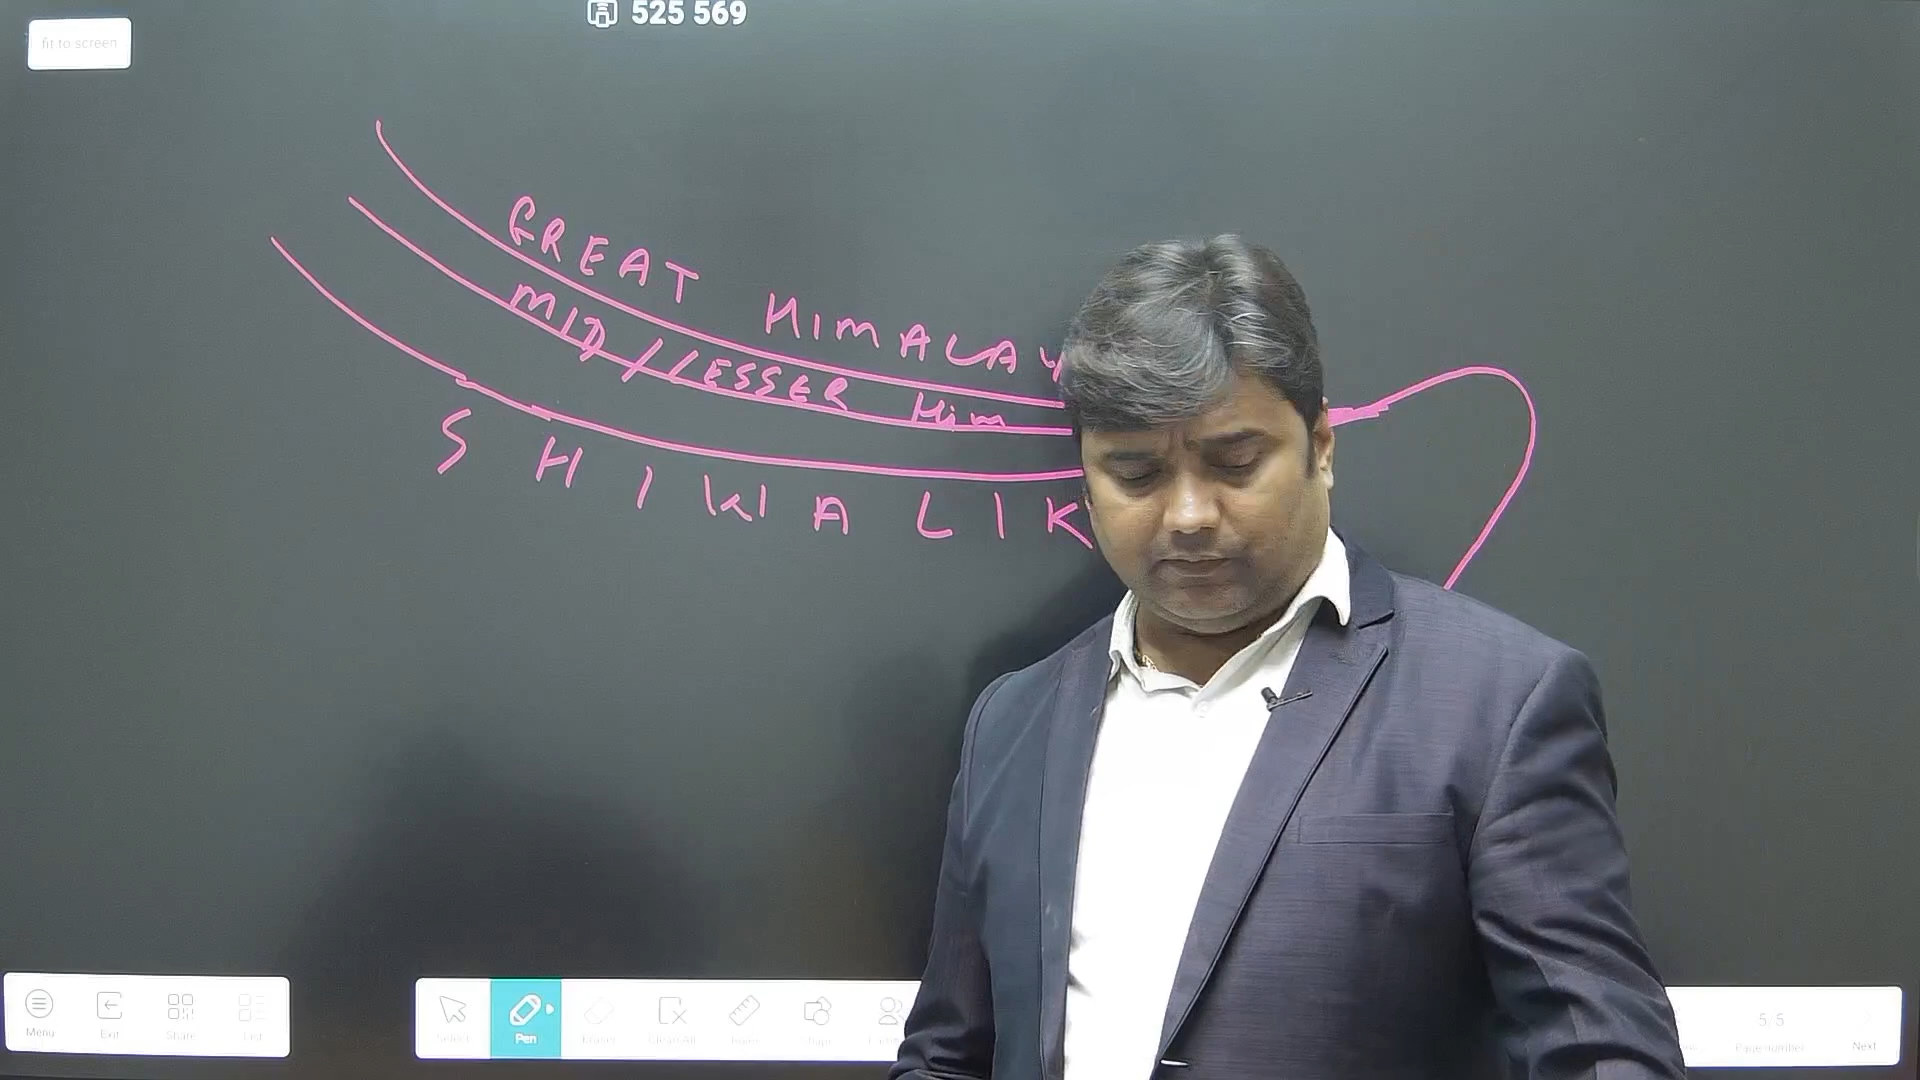 525 569
fit to screen
GREAT HIMALAY
MID/LESSER Him
SHIWALIK
Menu Exit Share List
Select Pen Eraser Clean All Ruler Shape
5/5
Page number Next